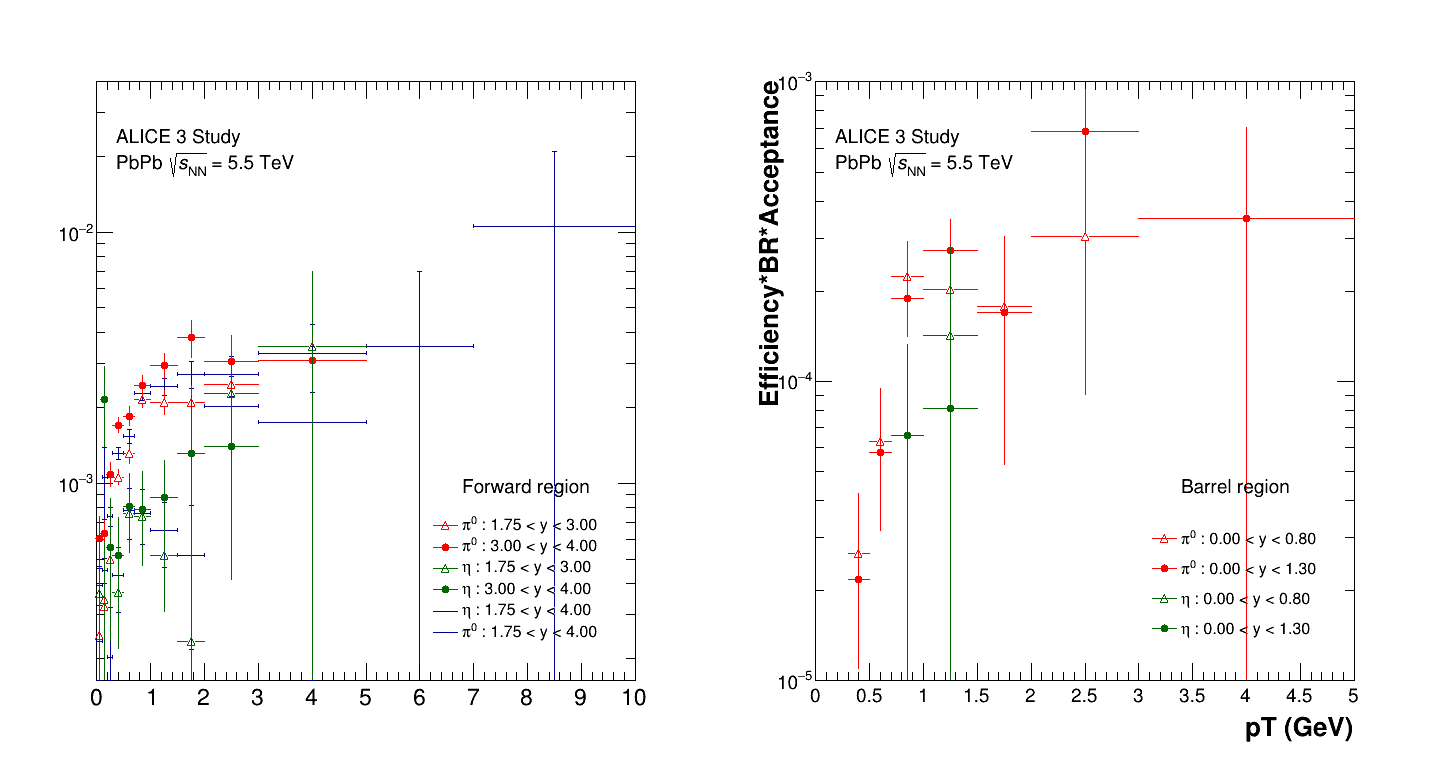 ALICE 3 Study
PbPb √sNN = 5.5 TeV
10−2
10−3
Forward region
π0 : 1.75 < y < 3.00
π0 : 3.00 < y < 4.00
η : 1.75 < y < 3.00
η : 3.00 < y < 4.00
η : 1.75 < y < 4.00
π0 : 1.75 < y < 4.00
0 1 2 3 4 5 6 7 8 9 10
Efficiency*BR*Acceptance
10−3
ALICE 3 Study
PbPb √sNN = 5.5 TeV
10−4
Barrel region
π0 : 0.00 < y < 0.80
π0 : 0.00 < y < 1.30
η : 0.00 < y < 0.80
η : 0.00 < y < 1.30
10−5
0 0.5 1 1.5 2 2.5 3 3.5 4 4.5 5
pT (GeV)